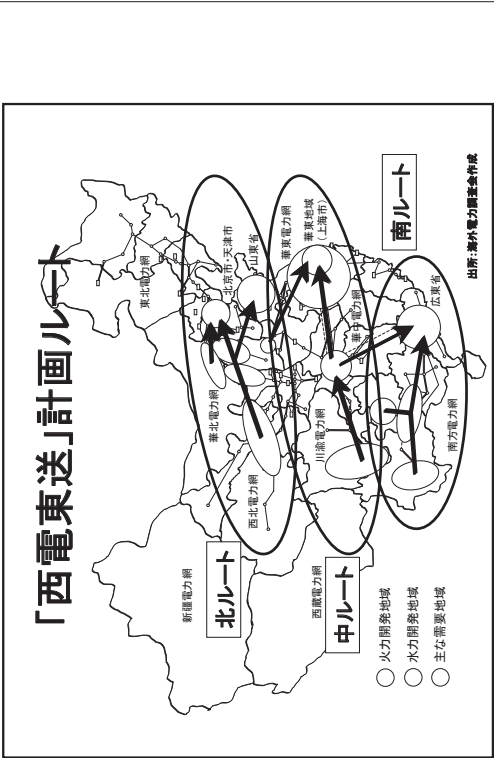 「西電東送」計画ルート
東北電力網
北京市・天津市
山東省
華北電力網
西北電力網
新疆電力網
北ルート
華東電力網
華東地域
(上海市)
華中電力網
川渝電力網
西蔵電力網
中ルート
南ルート
広東省
南方電力網
火力開発地域
水力開発地域
主な需要地域
出所:海外電力調査会作成